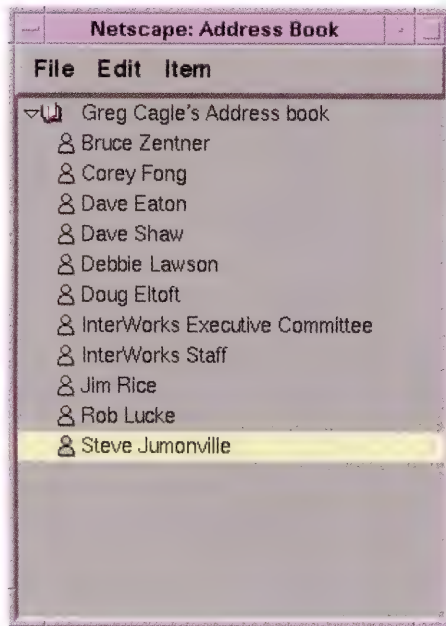 Netscape: Address Book
File Edit Item
Greg Cagle's Address book
Bruce Zentner
Corey Fong
Dave Eaton
Dave Shaw
Debbie Lawson
Doug Eltoft
InterWorks Executive Committee
InterWorks Staff
Jim Rice
Rob Lucke
Steve Jumonville